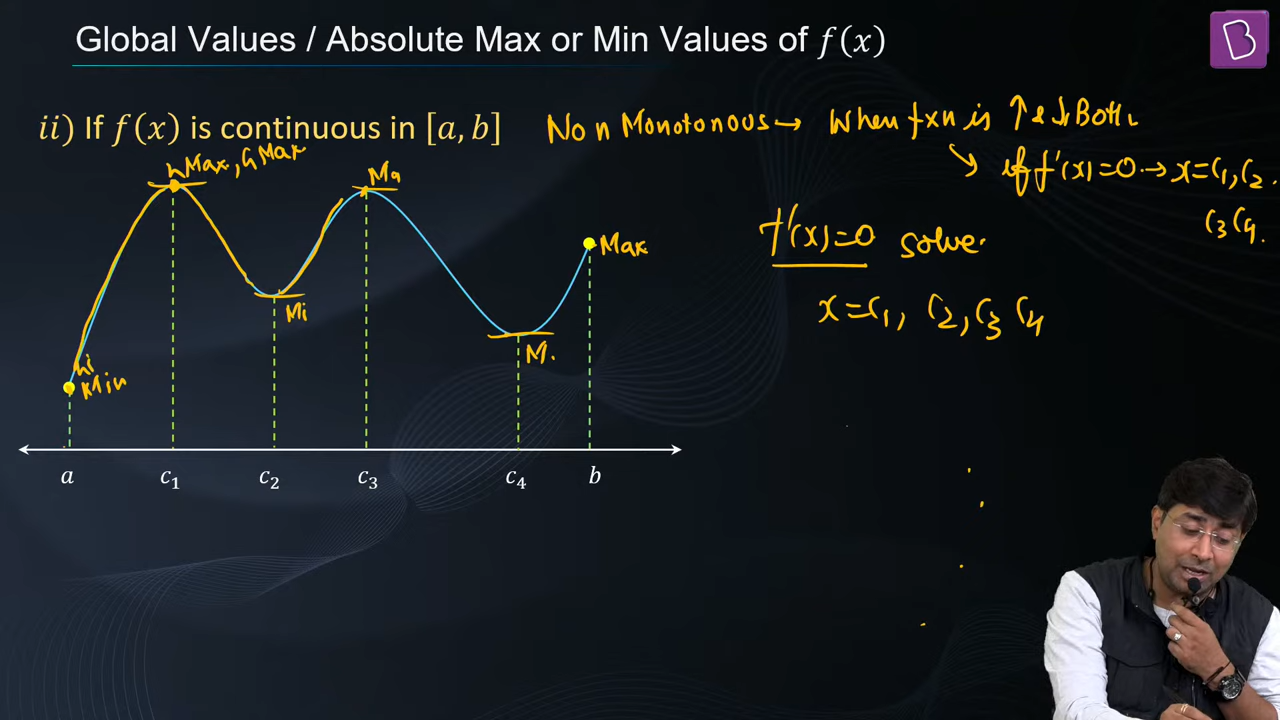 Global Values / Absolute Max or Min Values of f(x)
B
ii) If f(x) is continuous in [a, b]
Non Monotonous → When fxn is ↑ & ↓ Both
if f'(x)=0 → x=C1, C2
C3 C4.
f'(x)=0 solve
x=C1, C2, C3 C4
Max, GMax
Ma
Max
Mi
M.
Min
a c1 c2 c3 c4 b